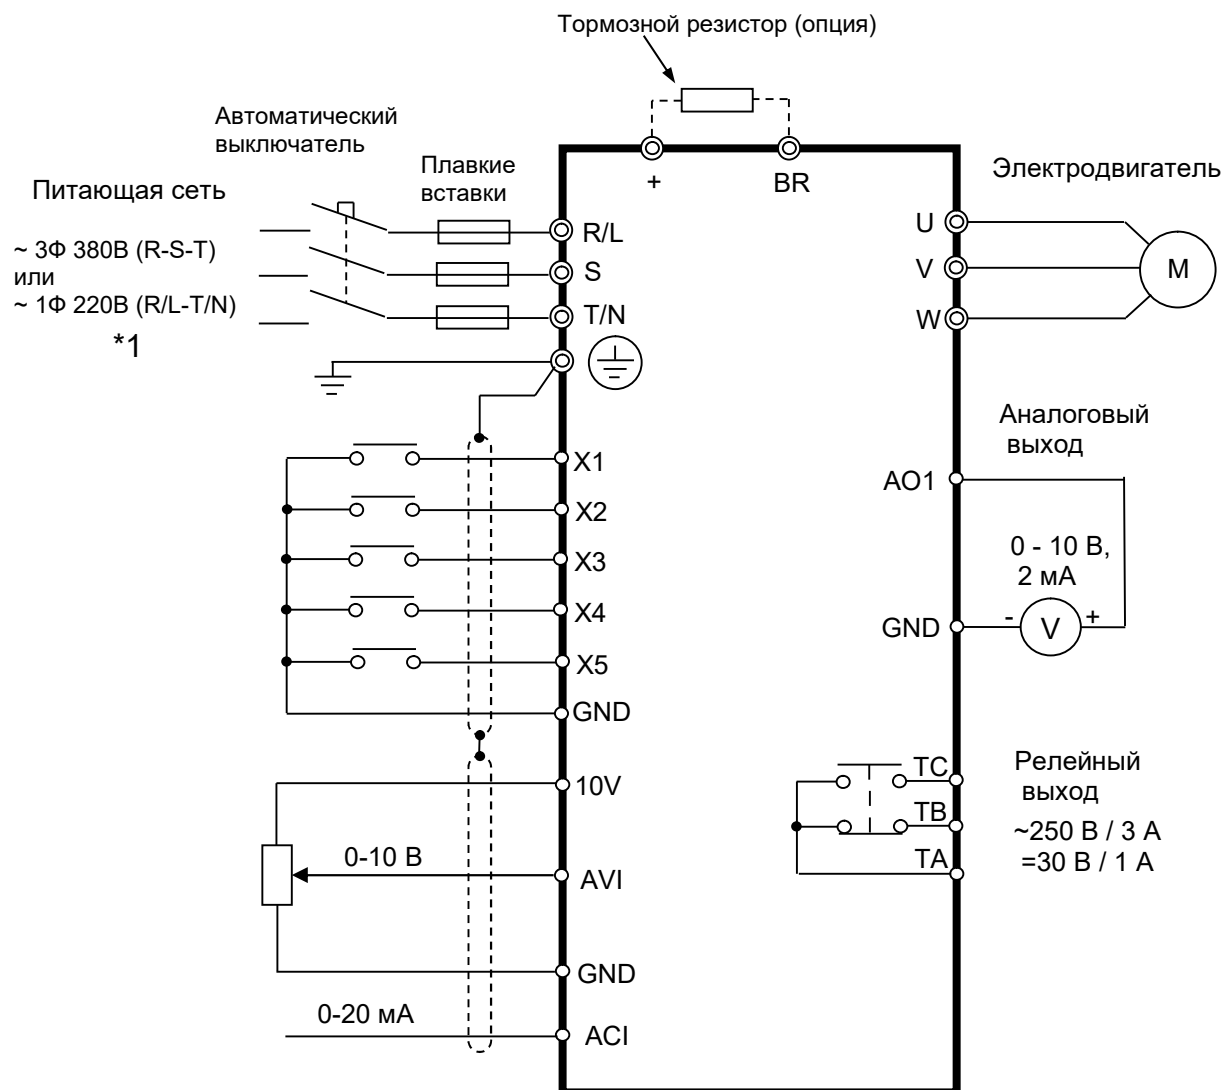 Тормозной резистор (опция)
Автоматический
выключатель
Плавкие
вставки
Питающая сеть
~ 3Ф 380В (R-S-T)
или
~ 1Ф 220В (R/L-T/N)
*1
+
BR
R/L
S
T/N
Электродвигатель
U
V
W
M
X1
X2
X3
X4
X5
GND
10V
0-10 В
AVI
GND
0-20 мА
ACI
Аналоговый
выход
AO1
0 - 10 В,
2 мА
GND
- V +
TC
TB
TA
Релейный
выход
~250 В / 3 А
=30 В / 1 А